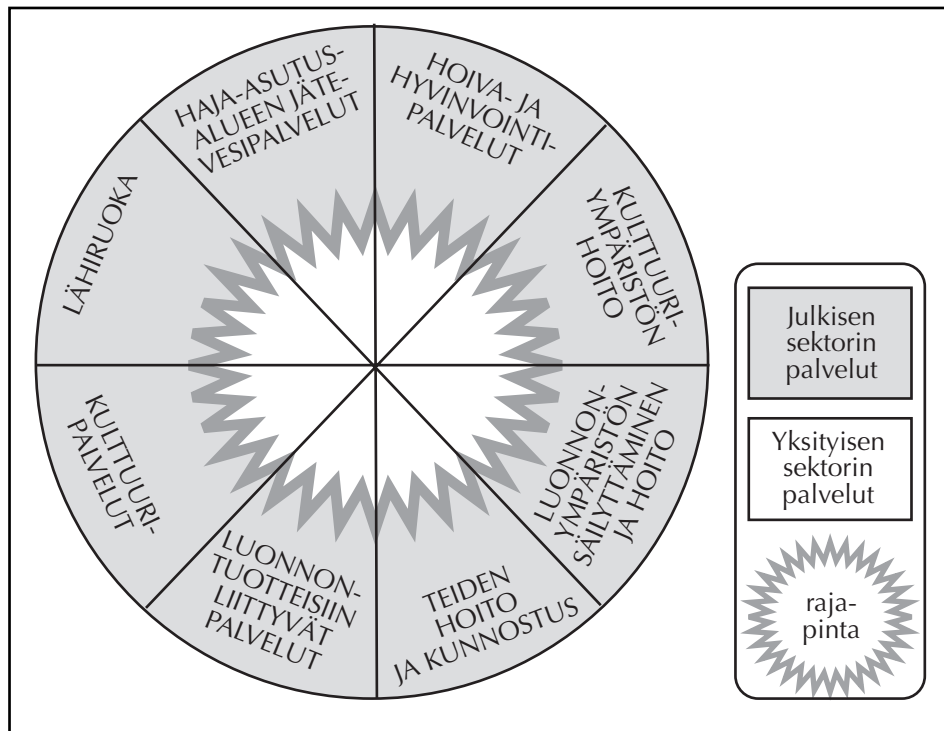 HAJA-ASUTUS-
ALUEEN JÄTE-
VESIPALVELUT
HOIVA- JA
HYVINVOINTI-
PALVELUT
KULTTUURI-
YMPÄRISTÖN
HOITO
LUONNON-
YMPÄRISTÖN
SÄILYTTÄMINEN
JA HOITO
TEIDEN
HOITO
JA KUNNOSTUS
LUONNON-
TUOTTEISIIN
LIITTYVÄT
PALVELUT
KULTTUURI-
PALVELUT
LÄHIRUOKA
Julkisen
sektorin
palvelut
Yksityisen
sektorin
palvelut
raja-
pinta